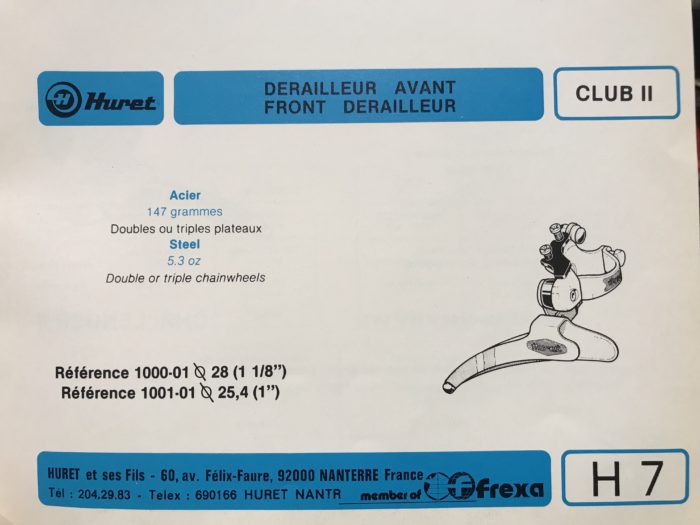 Huret
DERAILLEUR AVANT
FRONT DERAILLEUR
CLUB II
Acier
147 grammes
Doubles ou triples plateaux
Steel
5.3 oz
Double or triple chainwheels
Huret
Référence 1000-01 Ø 28 (1 1/8”)
Référence 1001-01 Ø 25,4 (1”)
HURET et ses Fils - 60, av. Félix-Faure, 92000 NANTERRE France
Tél : 204.29.83 - Telex : 690166 HURET NANTR
member of frexa
H 7